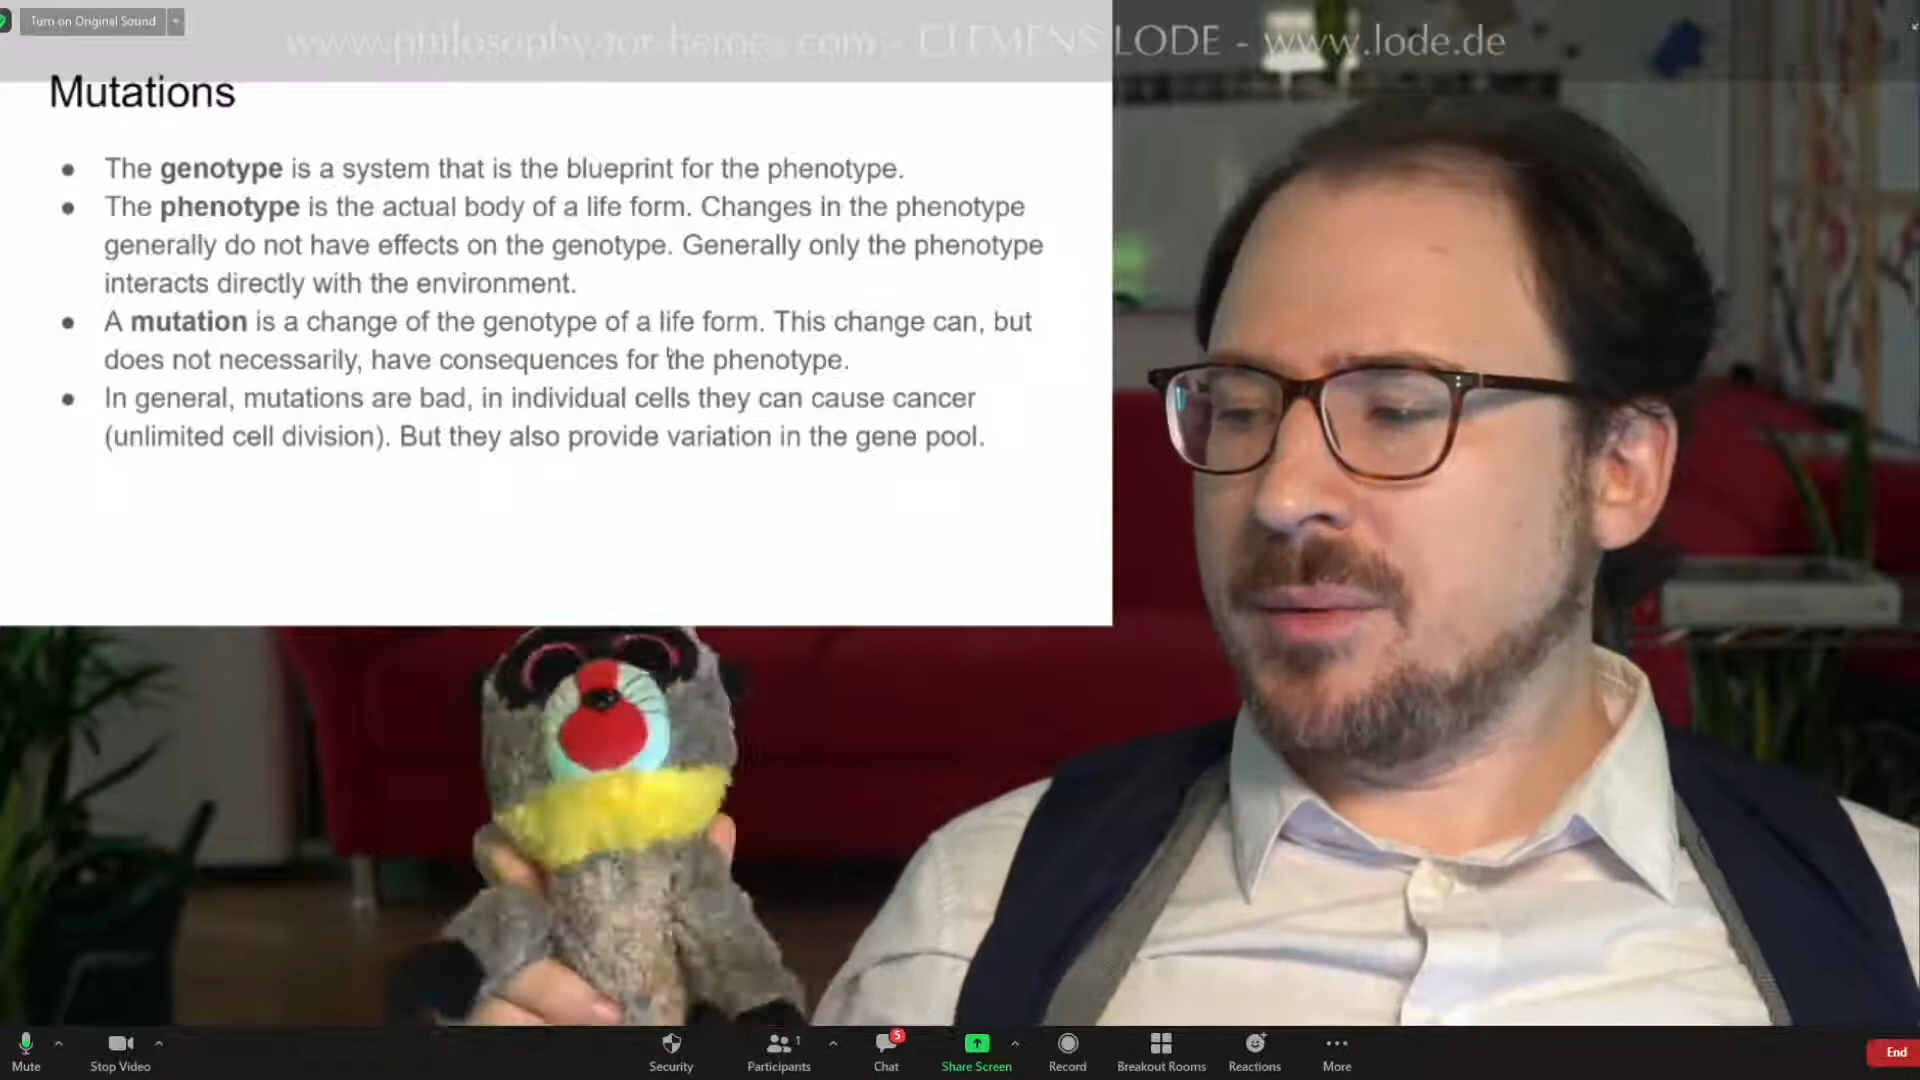 Turn on Original Sound
www.philosophy-for-heroes.com - CLEMENS LODE - www.lode.de
Mutations
● The genotype is a system that is the blueprint for the phenotype.
● The phenotype is the actual body of a life form. Changes in the phenotype
generally do not have effects on the genotype. Generally only the phenotype
interacts directly with the environment.
● A mutation is a change of the genotype of a life form. This change can, but
does not necessarily, have consequences for the phenotype.
● In general, mutations are bad, in individual cells they can cause cancer
(unlimited cell division). But they also provide variation in the gene pool.
1
5
Mute
Stop Video
Security
Participants
Chat
Share Screen
Record
Breakout Rooms
Reactions
More
End